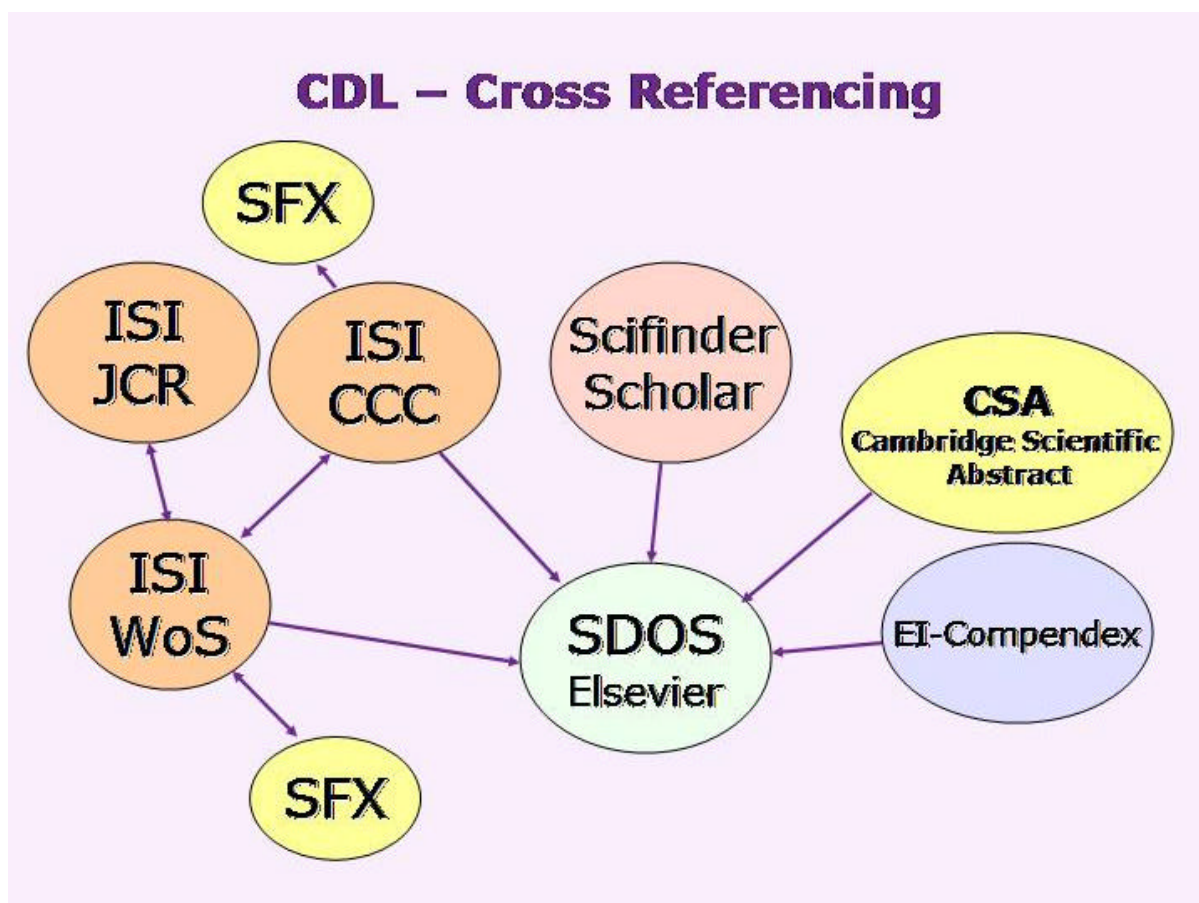 CDL – Cross Referencing
SFX
ISI
JCR
ISI
CCC
Scifinder
Scholar
CSA
Cambridge Scientific
Abstract
ISI
WoS
SDOS
Elsevier
EI-Compendex
SFX